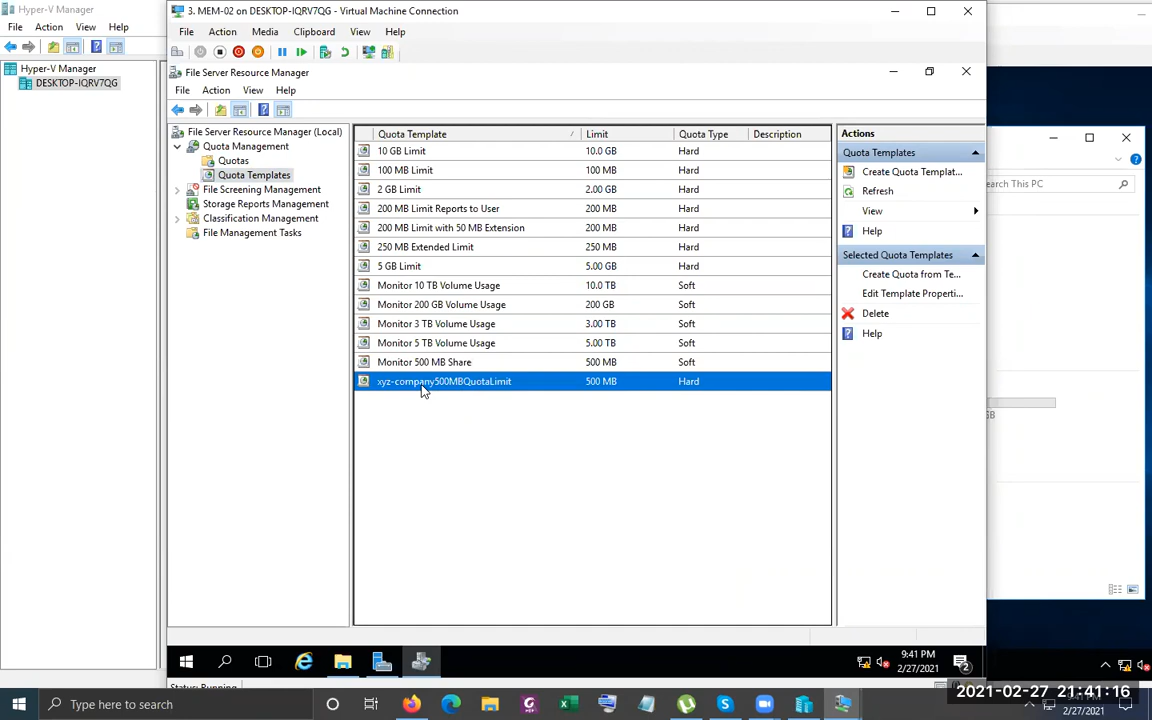 Hyper-V Manager
File Action View Help
Hyper-V Manager
DESKTOP-IQRV7QG
3. MEM-02 on DESKTOP-IQRV7QG - Virtual Machine Connection
File Action Media Clipboard View Help
File Server Resource Manager
File Action View Help
File Server Resource Manager (Local)
Quota Management
Quotas
Quota Templates
File Screening Management
Storage Reports Management
Classification Management
File Management Tasks
Quota Template / Limit Quota Type Description
10 GB Limit 10.0 GB Hard
100 MB Limit 100 MB Hard
2 GB Limit 2.00 GB Hard
200 MB Limit Reports to User 200 MB Hard
200 MB Limit with 50 MB Extension 200 MB Hard
250 MB Extended Limit 250 MB Hard
5 GB Limit 5.00 GB Hard
Monitor 10 TB Volume Usage 10.0 TB Soft
Monitor 200 GB Volume Usage 200 GB Soft
Monitor 3 TB Volume Usage 3.00 TB Soft
Monitor 5 TB Volume Usage 5.00 TB Soft
Monitor 500 MB Share 500 MB Soft
xyz-company500MBQuotaLimit 500 MB Hard
Actions
Quota Templates
Create Quota Templat...
Refresh
View
Help
Selected Quota Templates
Create Quota from Te...
Edit Template Properti...
Delete
Help
earch This PC
9:41 PM
2/27/2021
2
Status: Running
Type here to search
2021-02-27 21:41:16
2/27/2021